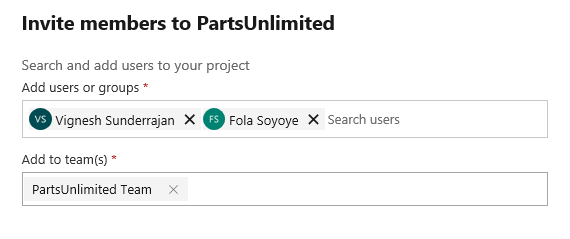 Invite members to PartsUnlimited
Search and add users to your project
Add users or groups *
VS Vignesh Sunderrajan ✕ FS Fola Soyoye ✕ Search users
Add to team(s) *
PartsUnlimited Team ✕